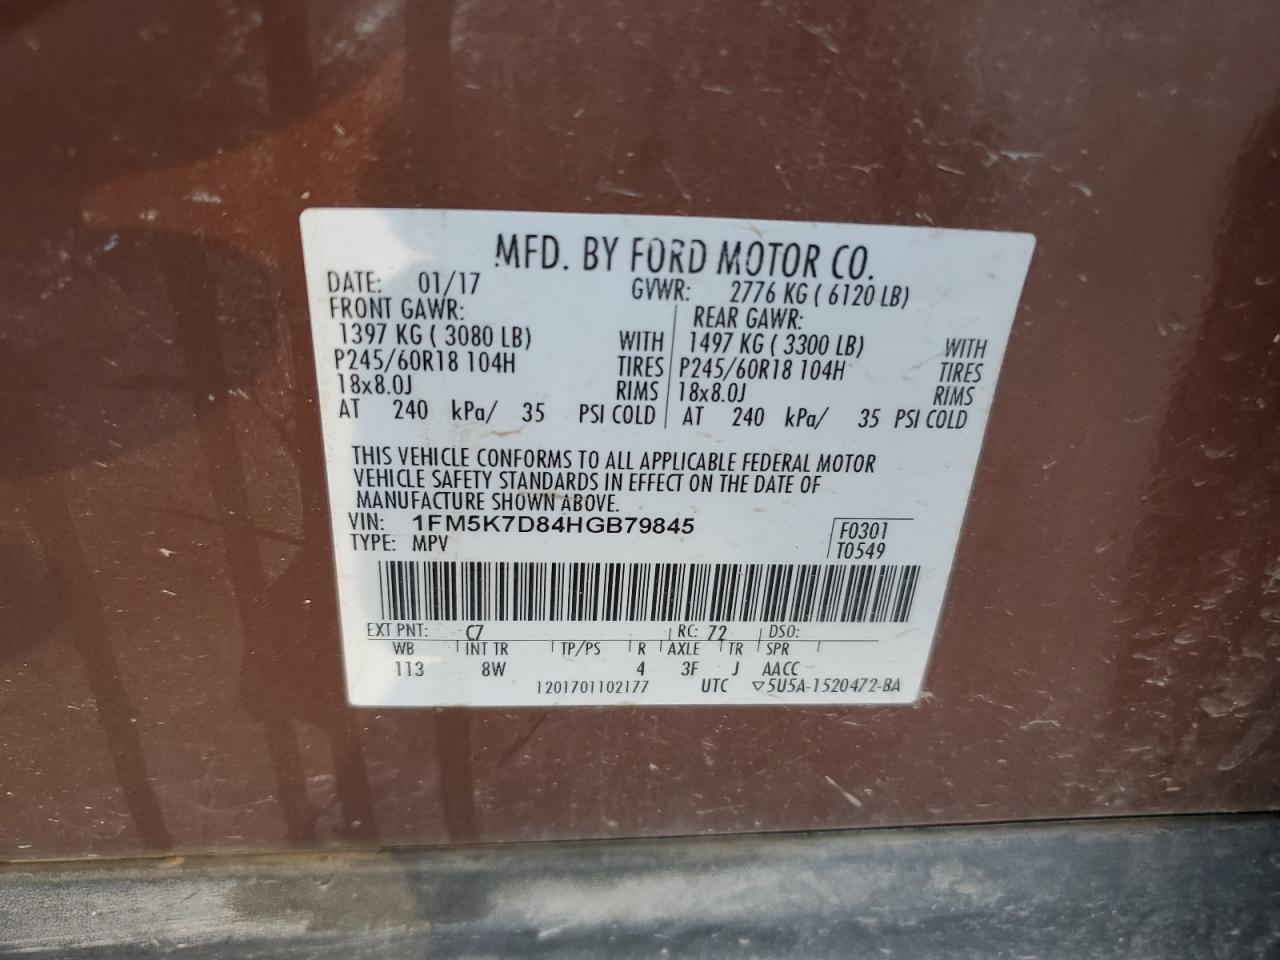 MFD. BY FORD MOTOR CO.
DATE: 01/17 GVWR: 2776 KG ( 6120 LB)
FRONT GAWR: REAR GAWR:
1397 KG ( 3080 LB) WITH 1497 KG ( 3300 LB) WITH
P245/60R18 104H TIRES P245/60R18 104H TIRES
18x8.0J RIMS 18x8.0J RIMS
AT 240 kPa/ 35 PSI COLD AT 240 kPa/ 35 PSI COLD
THIS VEHICLE CONFORMS TO ALL APPLICABLE FEDERAL MOTOR
VEHICLE SAFETY STANDARDS IN EFFECT ON THE DATE OF
MANUFACTURE SHOWN ABOVE.
VIN: 1FM5K7D84HGB79845 F0301
TYPE: MPV T0549
EXT PNT: C7 RC: 72 DSO:
WB INT TR TP/PS R AXLE TR SPR
113 8W 4 3F J AACC
1201701102177 UTC ▽5U5A-1520472-BA